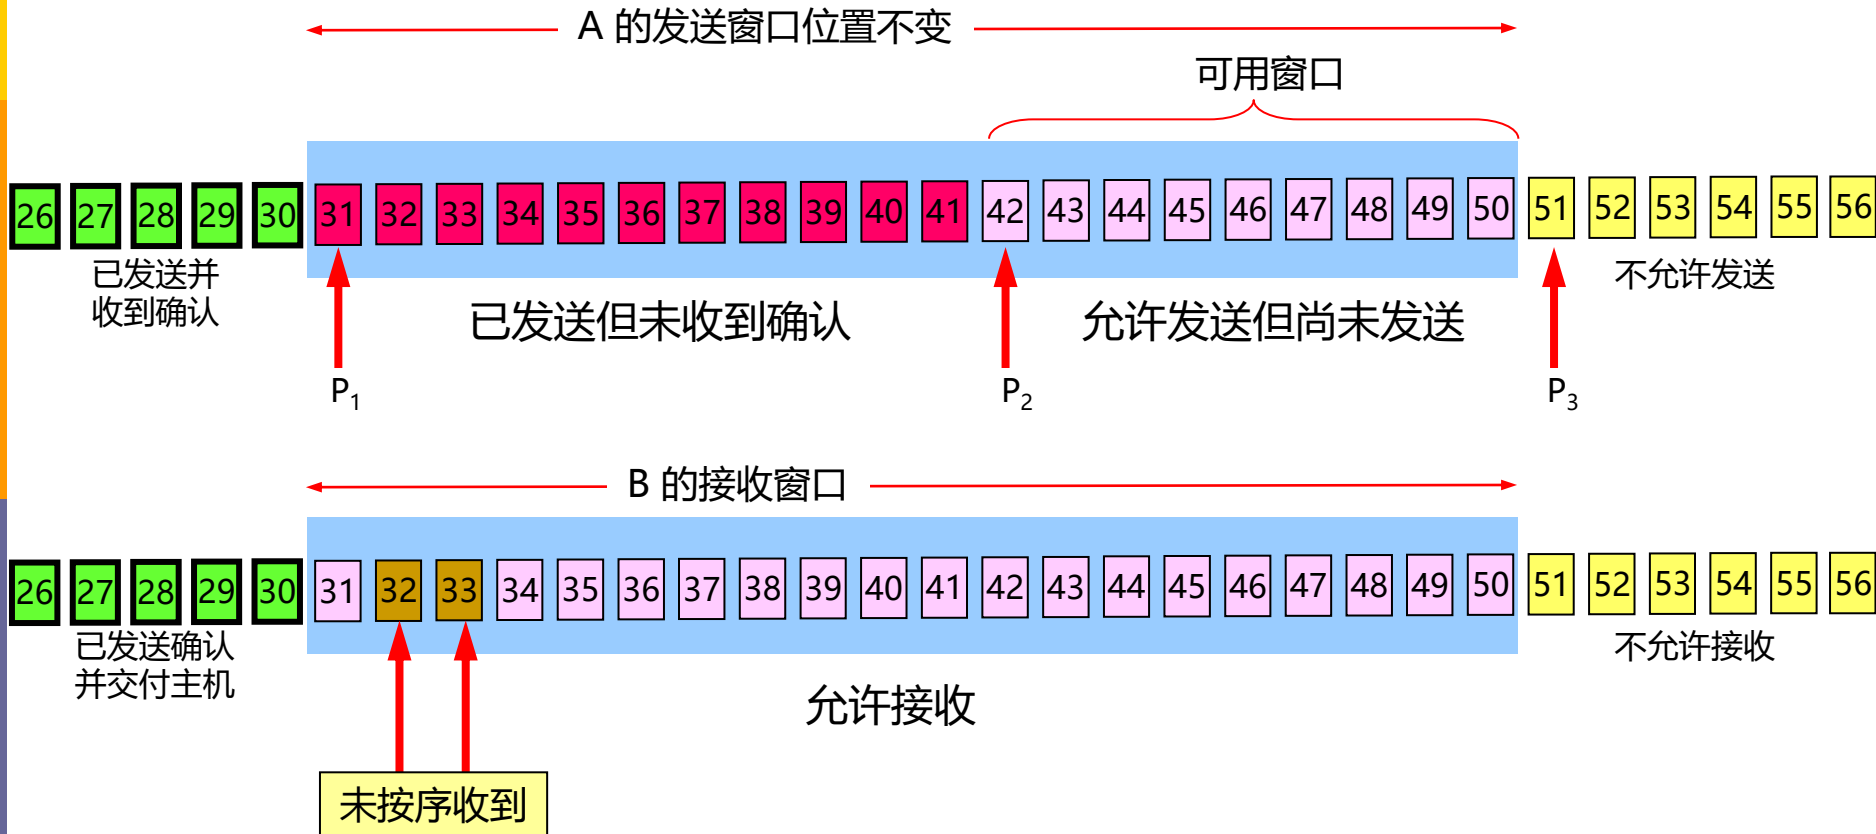 A 的发送窗口位置不变
可用窗口
26 27 28 29 30 31 32 33 34 35 36 37 38 39 40 41 42 43 44 45 46 47 48 49 50 51 52 53 54 55 56
已发送并
收到确认
已发送但未收到确认
允许发送但尚未发送
不允许发送
P1
P2
P3
B 的接收窗口
26 27 28 29 30 31 32 33 34 35 36 37 38 39 40 41 42 43 44 45 46 47 48 49 50 51 52 53 54 55 56
已发送确认
并交付主机
允许接收
不允许接收
未按序收到